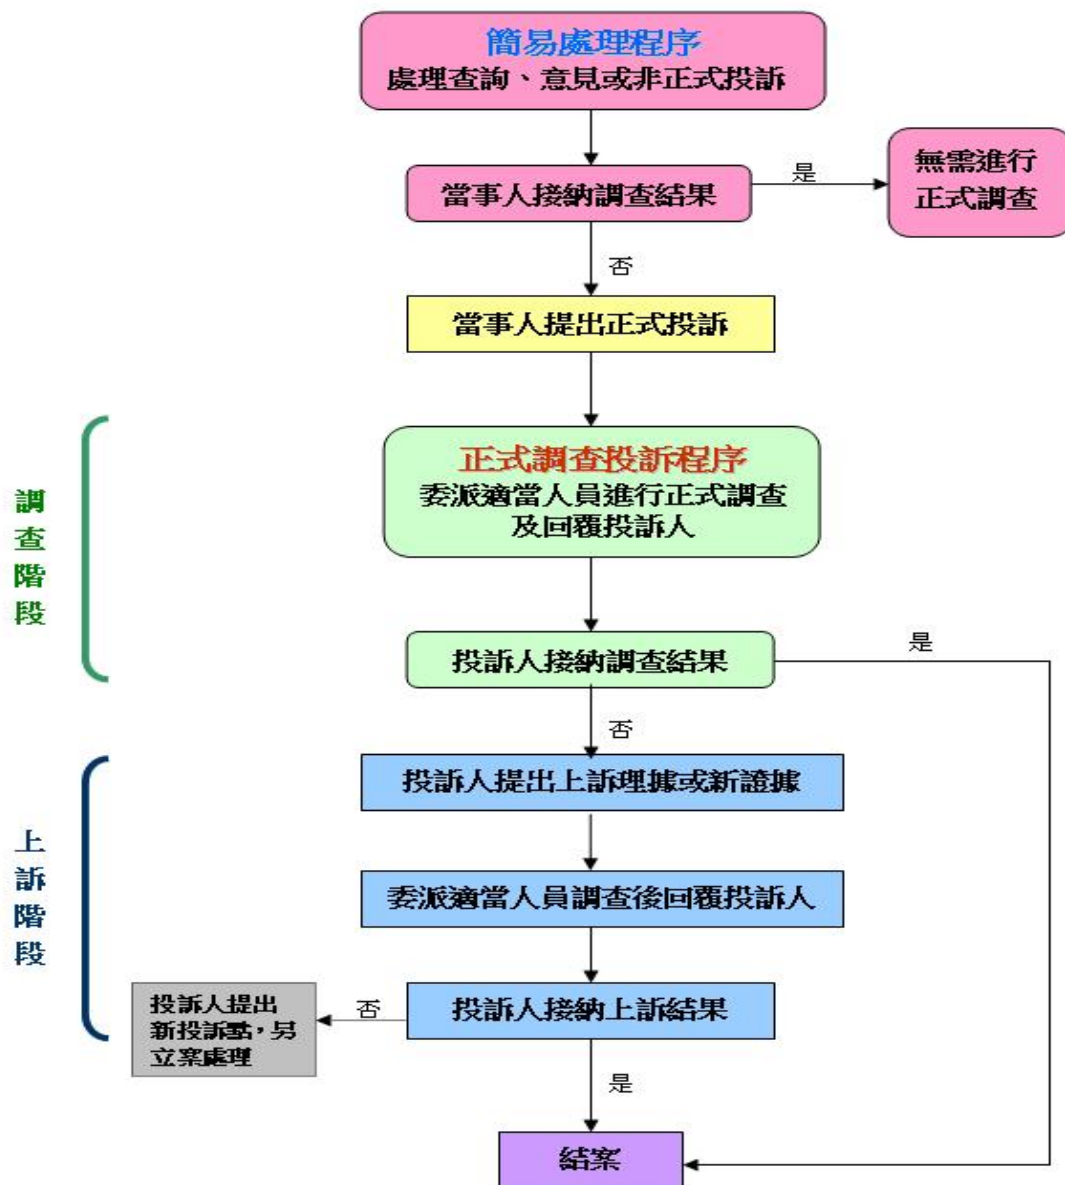 簡易處理程序
處理查詢、意見或非正式投訴
當事人接納調查結果
是
無需進行
正式調查
否
當事人提出正式投訴
調
查
階
段
正式調查投訴程序
委派適當人員進行正式調查
及回覆投訴人
投訴人接納調查結果
是
否
上
訴
階
段
投訴人提出上訴理據或新證據
委派適當人員調查後回覆投訴人
投訴人接納上訴結果
否
投訴人提出
新投訴點，另
立案處理
是
結案